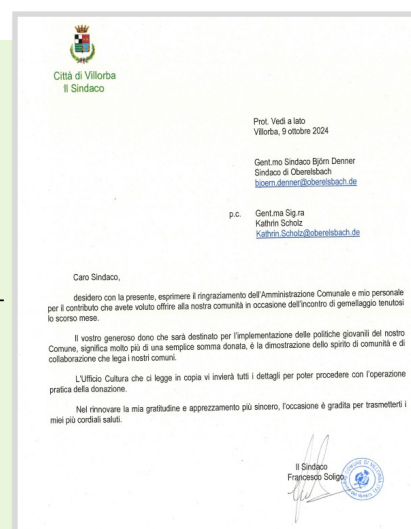 Città di Villorba
Il Sindaco
Prot. Vedi a lato
Villorba, 9 ottobre 2024
Gent.mo Sindaco Björn Denner
Sindaco di Oberelsbach
bjoern.denner@oberelsbach.de
p.c. Gent.ma Sig.ra
Kathrin Scholz
Kathrin.Scholz@oberelsbach.de
Caro Sindaco,
desidero con la presente, esprimere il ringraziamento dell'Amministrazione Comunale e mio personale
per il contributo che avete voluto offrire alla nostra comunità in occasione dell'incontro di gemellaggio tenutosi
lo scorso mese.
Il vostro generoso dono che sarà destinato per l'implementazione delle politiche giovanili del nostro
Comune, significa molto più di una semplice somma donata, è la dimostrazione dello spirito di comunità e di
collaborazione che lega i nostri comuni.
L'Ufficio Cultura che ci legge in copia vi invierà tutti i dettagli per poter procedere con l'operazione
pratica della donazione.
Nel rinnovare la mia gratitudine e apprezzamento più sincero, l'occasione è gradita per trasmetterti i
miei più cordiali saluti.
Il Sindaco
Francesco Soligo